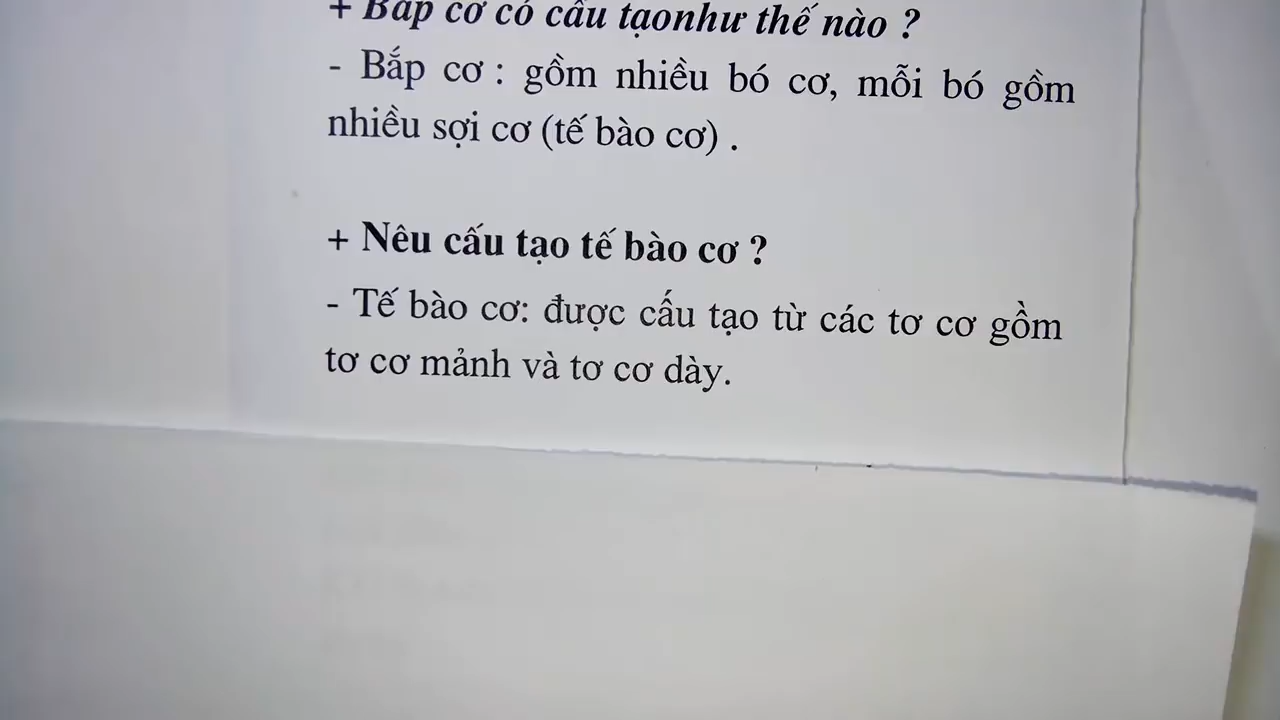 + Bắp cơ có cấu tạonhư thế nào ?
- Bắp cơ : gồm nhiều bó cơ, mỗi bó gồm
nhiều sợi cơ (tế bào cơ) .
+ Nêu cấu tạo tế bào cơ ?
- Tế bào cơ: được cấu tạo từ các tơ cơ gồm
tơ cơ mảnh và tơ cơ dày.